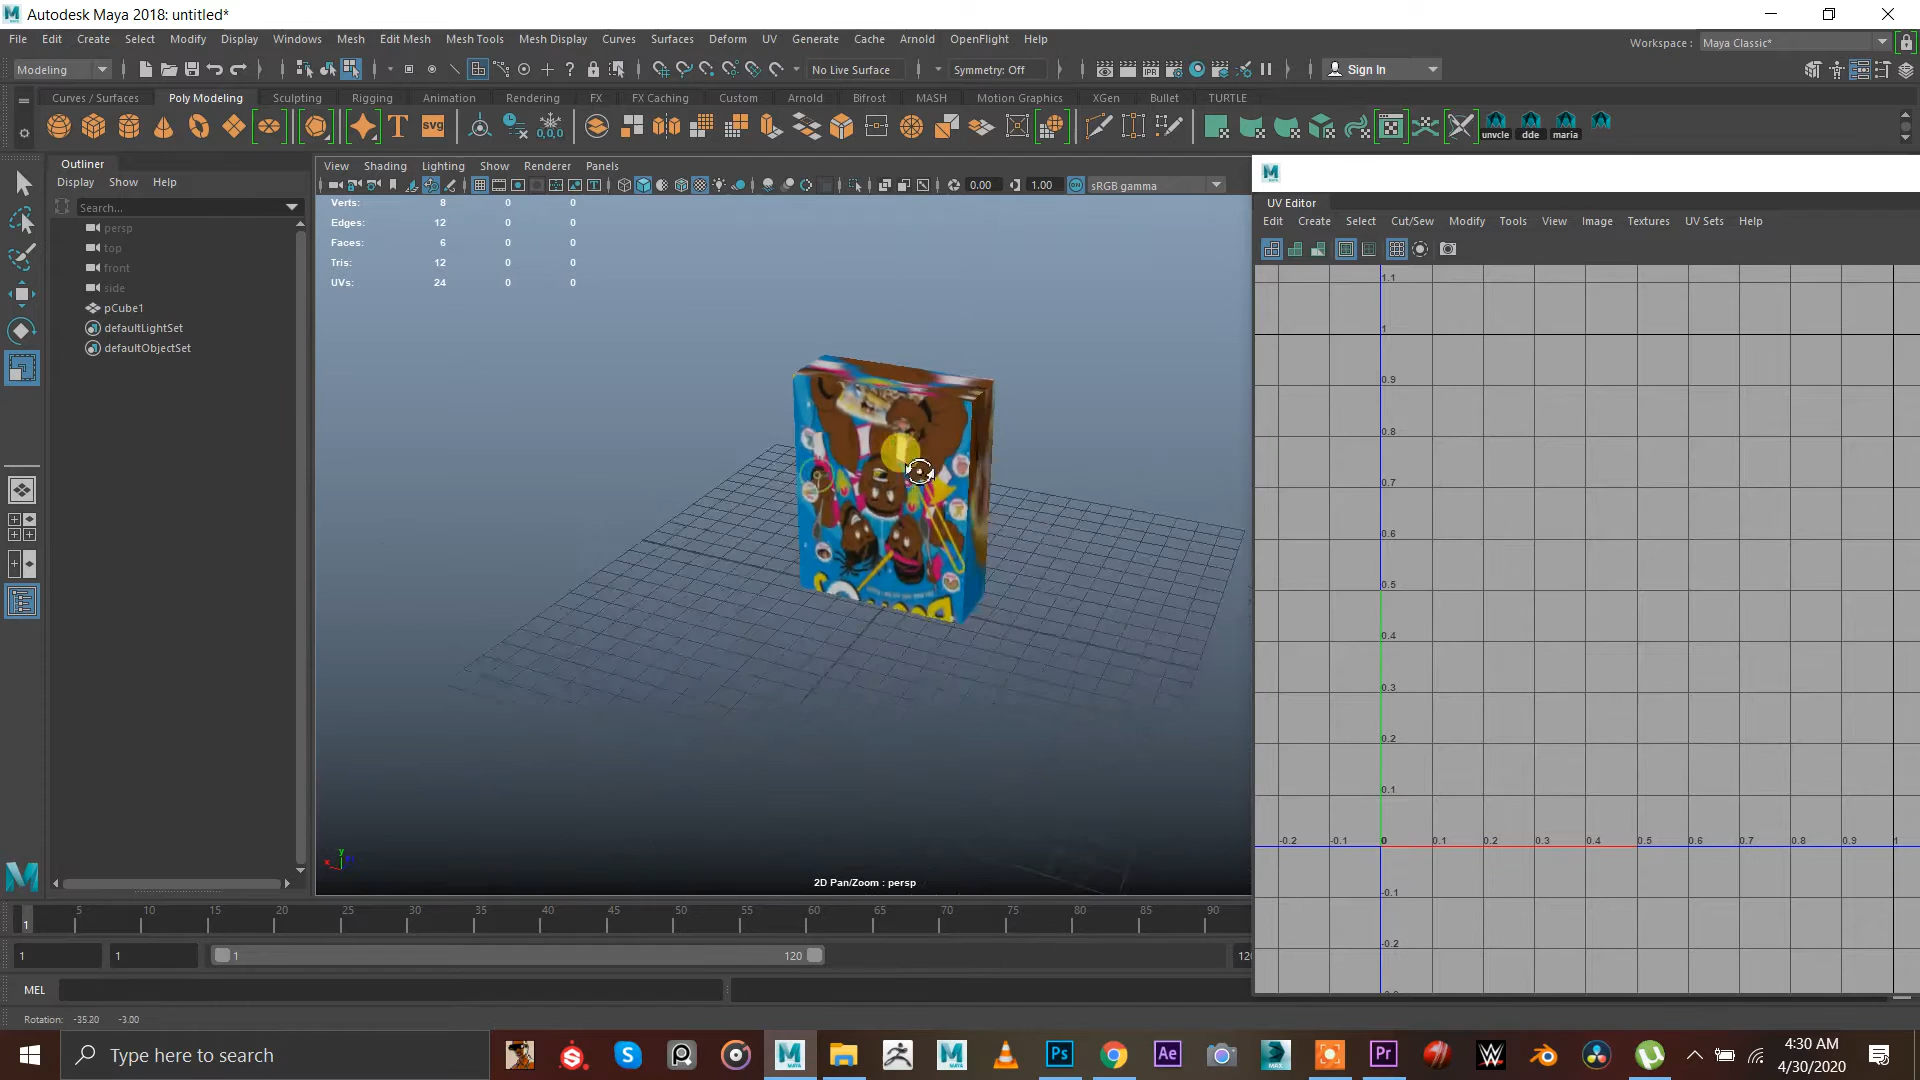 Autodesk Maya 2018: untitled*
File Edit Create Select Modify Display Windows Mesh Edit Mesh Mesh Tools Mesh Display Curves Surfaces Deform UV Generate Cache Arnold OpenFlight Help
Workspace : Maya Classic*
Modeling No Live Surface Symmetry: Off Sign In
Curves / Surfaces Poly Modeling Sculpting Rigging Animation Rendering FX FX Caching Custom Arnold Bifrost MASH Motion Graphics XGen Bullet TURTLE
T svg 0,0,0 unvcle dde maria
Outliner
Display Show Help
Search...
persp
top
front
side
pCube1
defaultLightSet
defaultObjectSet
View Shading Lighting Show Renderer Panels
0.00 1.00 sRGB gamma
Verts: 8 0 0
Edges: 12 0 0
Faces: 6 0 0
Tris: 12 0 0
UVs: 24 0 0
y
x
2D Pan/Zoom : persp
UV Editor
Edit Create Select Cut/Sew Modify Tools View Image Textures UV Sets Help
1.1
1
0.9
0.8
0.7
0.6
0.5
0.4
0.3
0.2
0.1
-0.2 -0.1 0 0.1 0.2 0.3 0.4 0.5 0.6 0.7 0.8 0.9 1
-0.1
-0.2
1 5 10 15 20 25 30 35 40 45 50 55 60 65 70 75 80 85 90
1 1 1 120 12
MEL
Rotation: -35.20 -3.00
Type here to search
MAYA Ps Ae Pr W
4:30 AM
4/30/2020